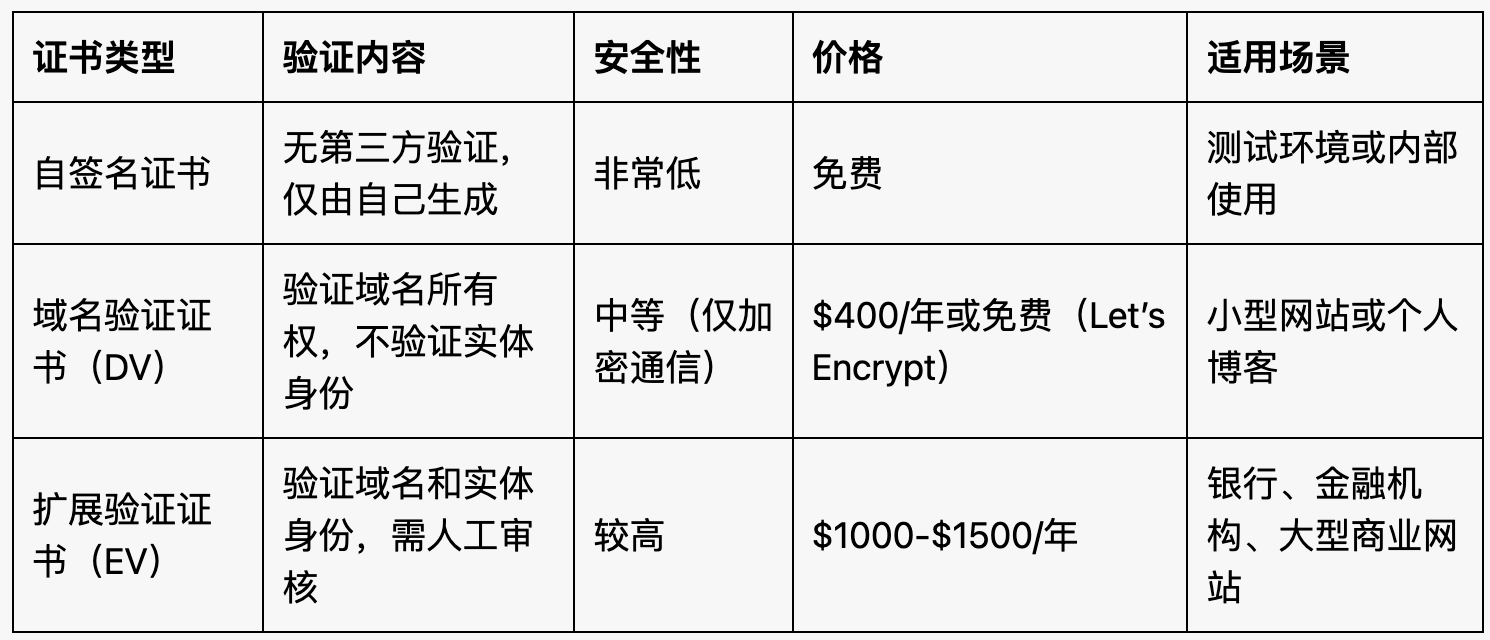 证书类型
验证内容
安全性
价格
适用场景
自签名证书
无第三方验证，
仅由自己生成
非常低
免费
测试环境或内部
使用
域名验证证
书（DV）
验证域名所有
权，不验证实体
身份
中等（仅加
密通信）
$400/年或免费（Let’s
Encrypt）
小型网站或个人
博客
扩展验证证
书（EV）
验证域名和实体
身份，需人工审
核
较高
$1000-$1500/年
银行、金融机
构、大型商业网
站